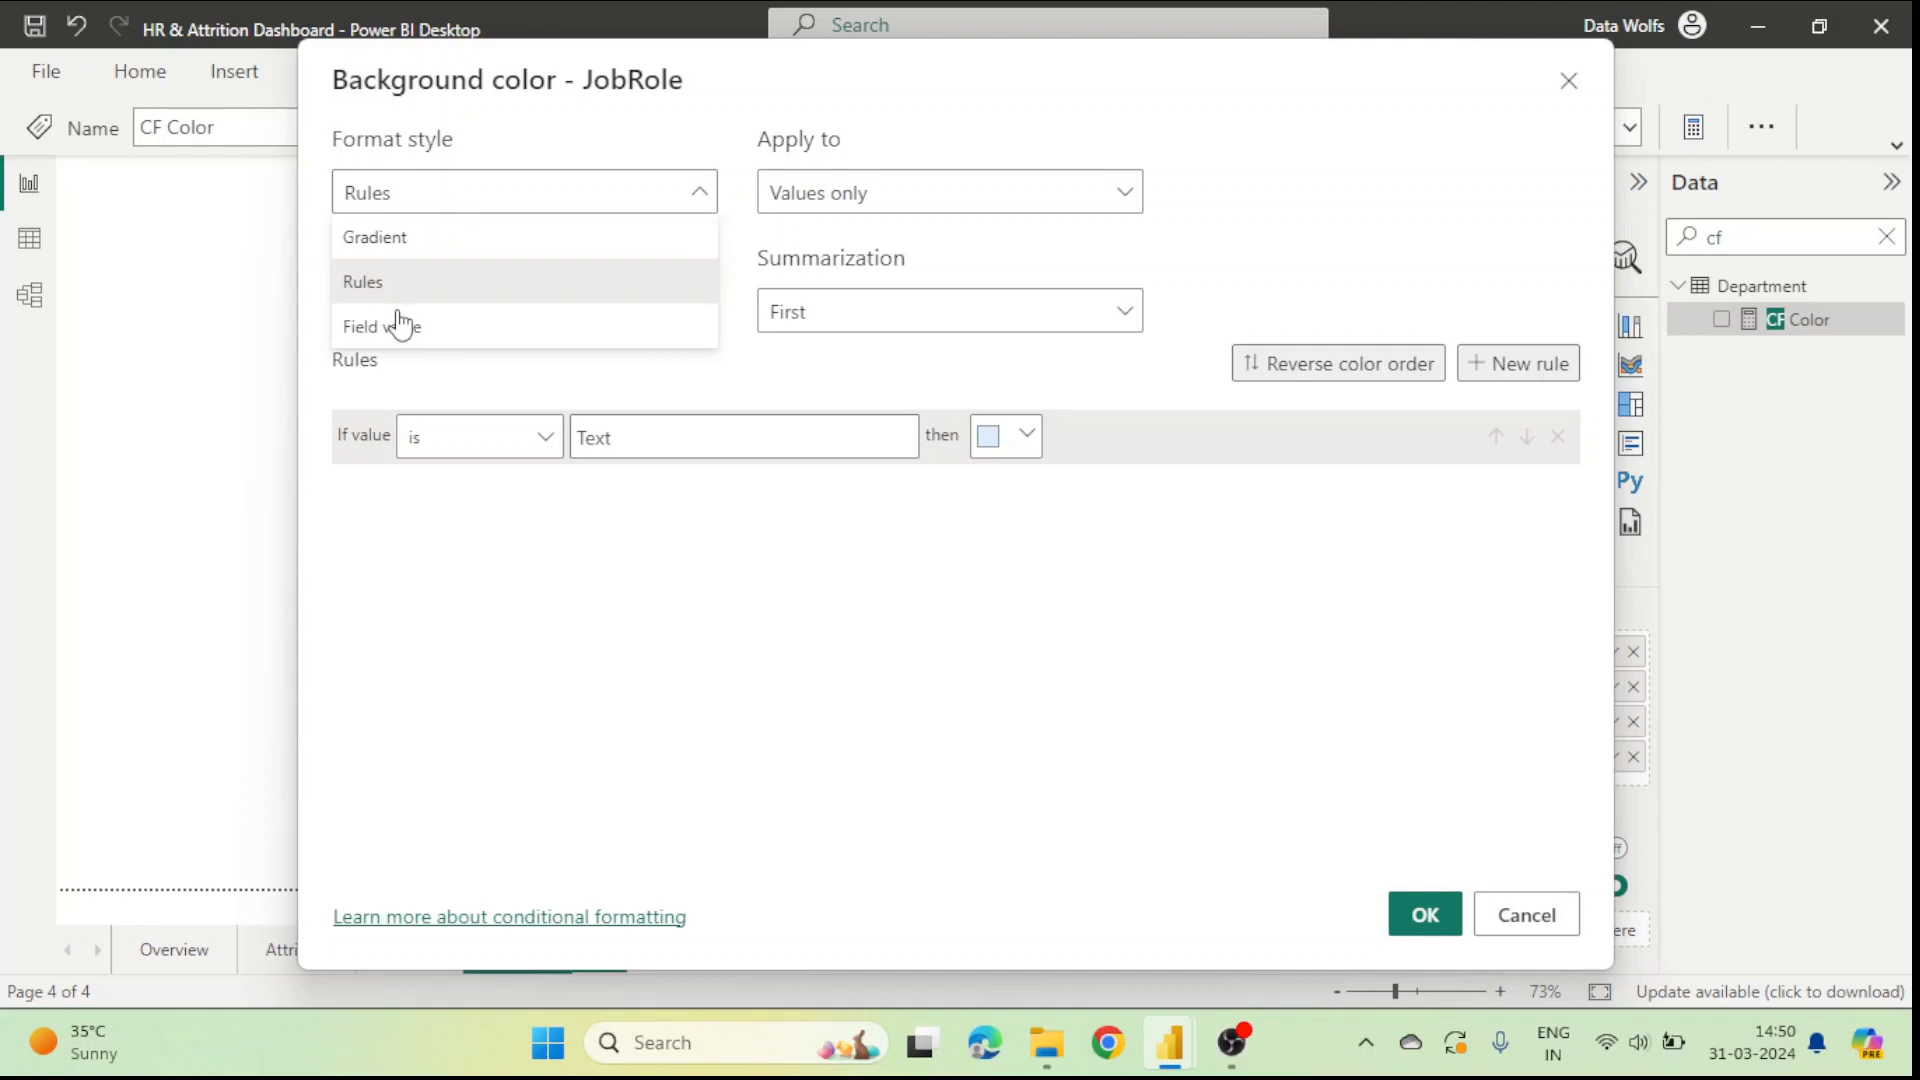 HR & Attrition Dashboard - Power BI Desktop
Search
Data Wolfs
File
Home
Insert
Name
CF Color
Background color - JobRole
Format style
Apply to
Rules
Values only
Gradient
Rules
Field
Summarization
First
Rules
Reverse color order
New rule
If value
is
Text
then
Learn more about conditional formatting
OK
Cancel
Data
cf
Department
CF Color
Py
Overview
Page 4 of 4
73%
Update available (click to download)
35°C
Sunny
Search
PRE
ENG
IN
14:50
31-03-2024